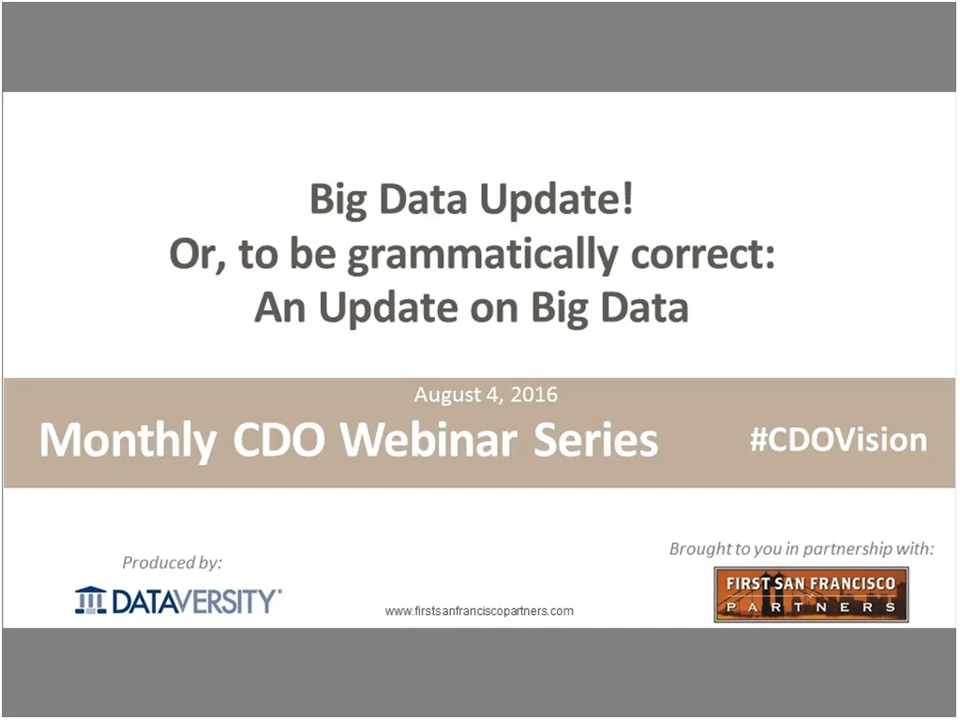 Big Data Update!
Or, to be grammatically correct:
An Update on Big Data
August 4, 2016
Monthly CDO Webinar Series
#CDOVision
Produced by:
DATAVERSITY®
www.firstsanfranciscopartners.com
Brought to you in partnership with:
FIRST SAN FRANCISCO
PARTNERS